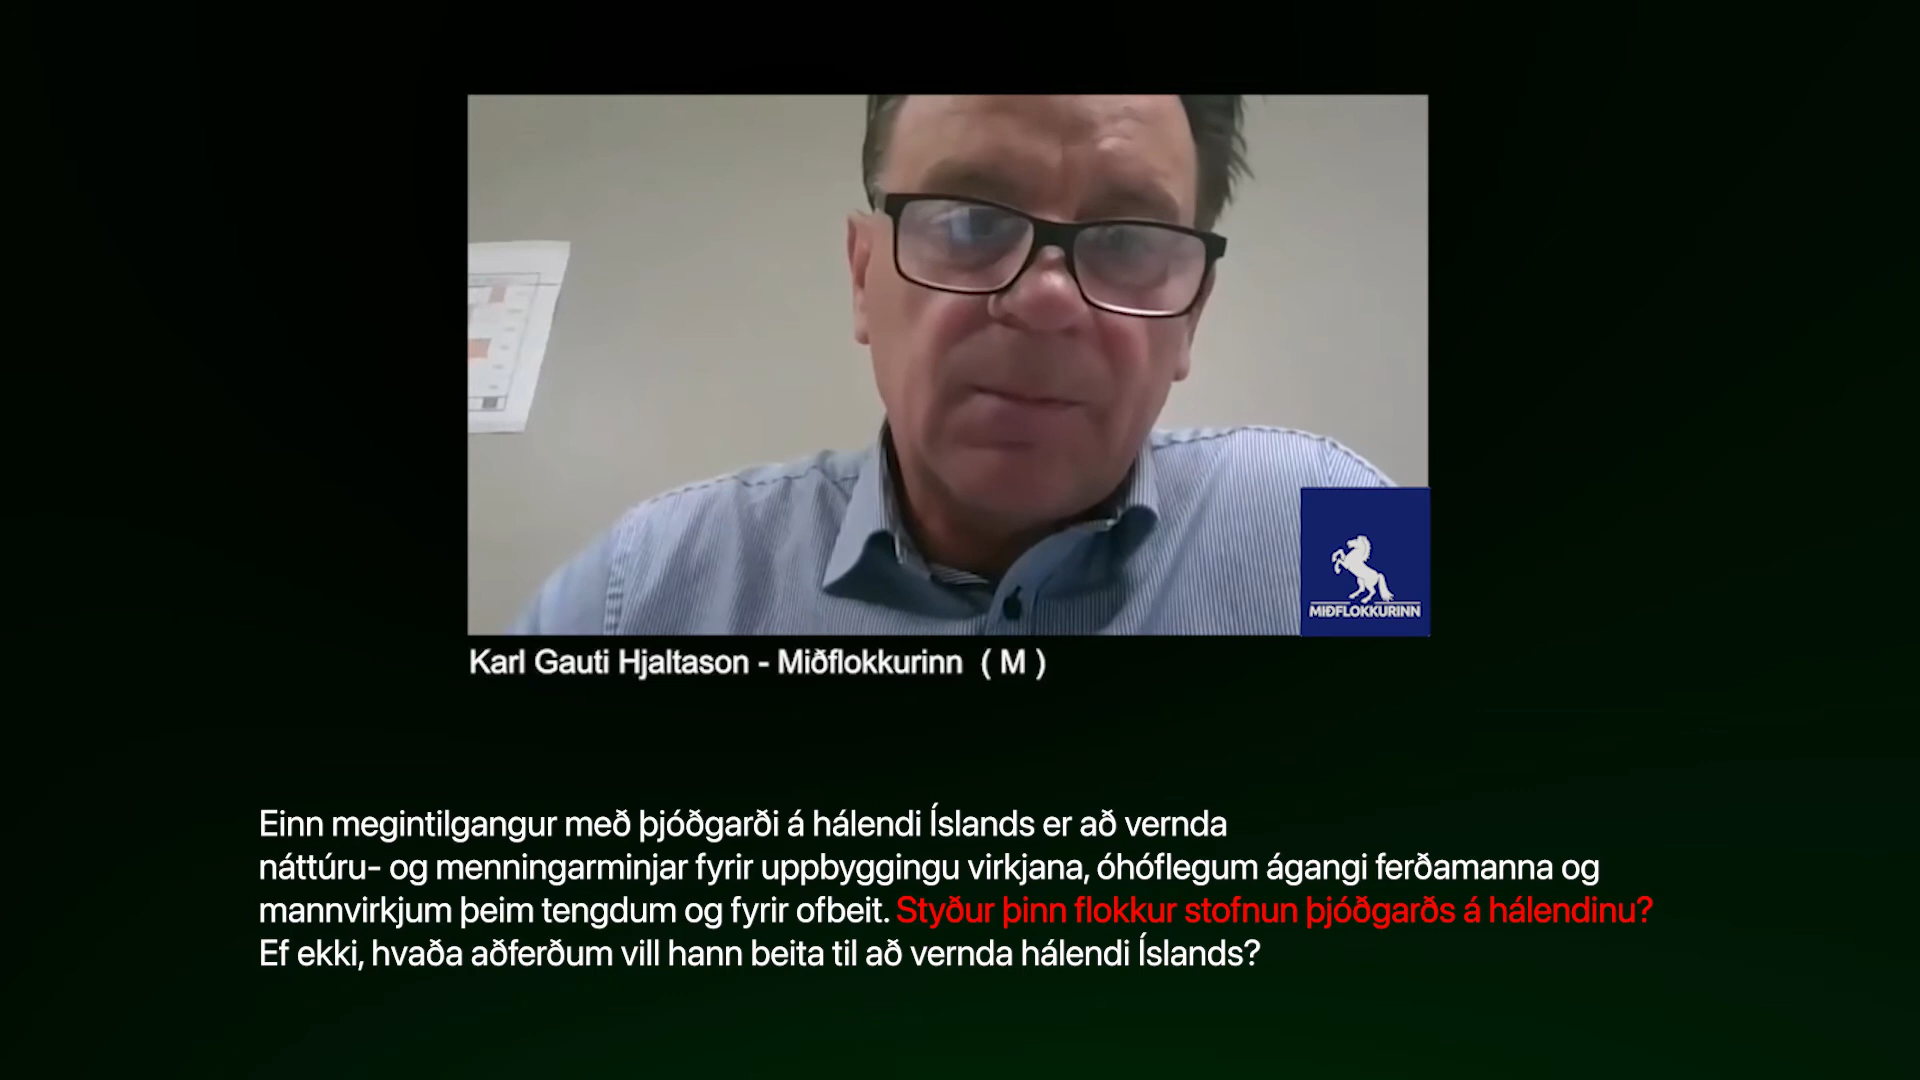 MIÐFLOKKURINN
Karl Gauti Hjaltason - Miðflokkurinn ( M )
Einn megintilgangur með þjóðgarði á hálendi Íslands er að vernda
náttúru- og menningarminjar fyrir uppbyggingu virkjana, óhóflegum ágangi ferðamanna og
mannvirkjum þeim tengdum og fyrir ofbeit. Styður þinn flokkur stofnun þjóðgarðs á hálendinu?
Ef ekki, hvaða aðferðum vill hann beita til að vernda hálendi Íslands?